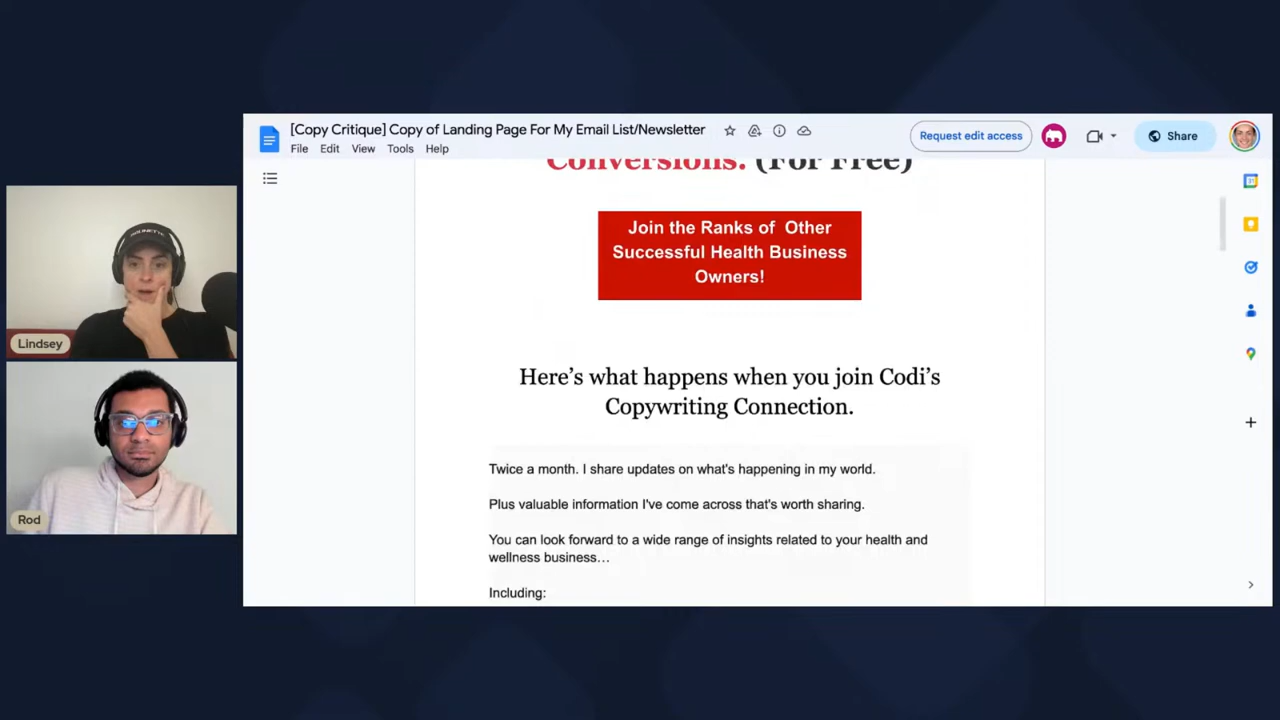 [Copy Critique] Copy of Landing Page For My Email List/Newsletter
File Edit View Tools Help
Request edit access
Share
Conversions. (For Free)
Join the Ranks of Other
Successful Health Business
Owners!
Here's what happens when you join Codi's
Copywriting Connection.
Twice a month. I share updates on what's happening in my world.
Plus valuable information I've come across that's worth sharing.
You can look forward to a wide range of insights related to your health and
wellness business…
Including:
Lindsey
Rod